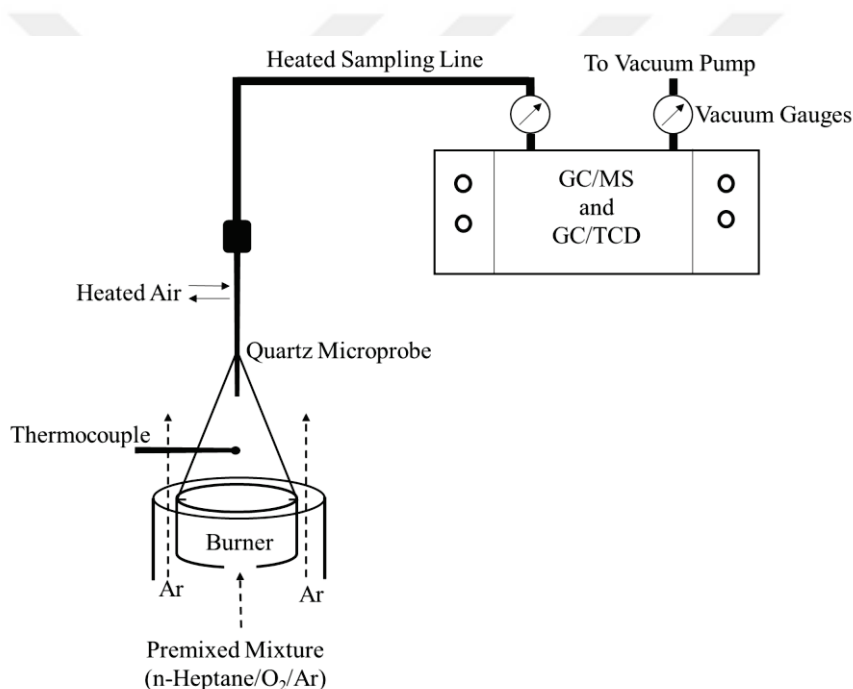 Heated Sampling Line
To Vacuum Pump
Vacuum Gauges
GC/MS
and
GC/TCD
Heated Air
Quartz Microprobe
Thermocouple
Burner
Ar
Ar
Premixed Mixture
(n-Heptane/O₂/Ar)